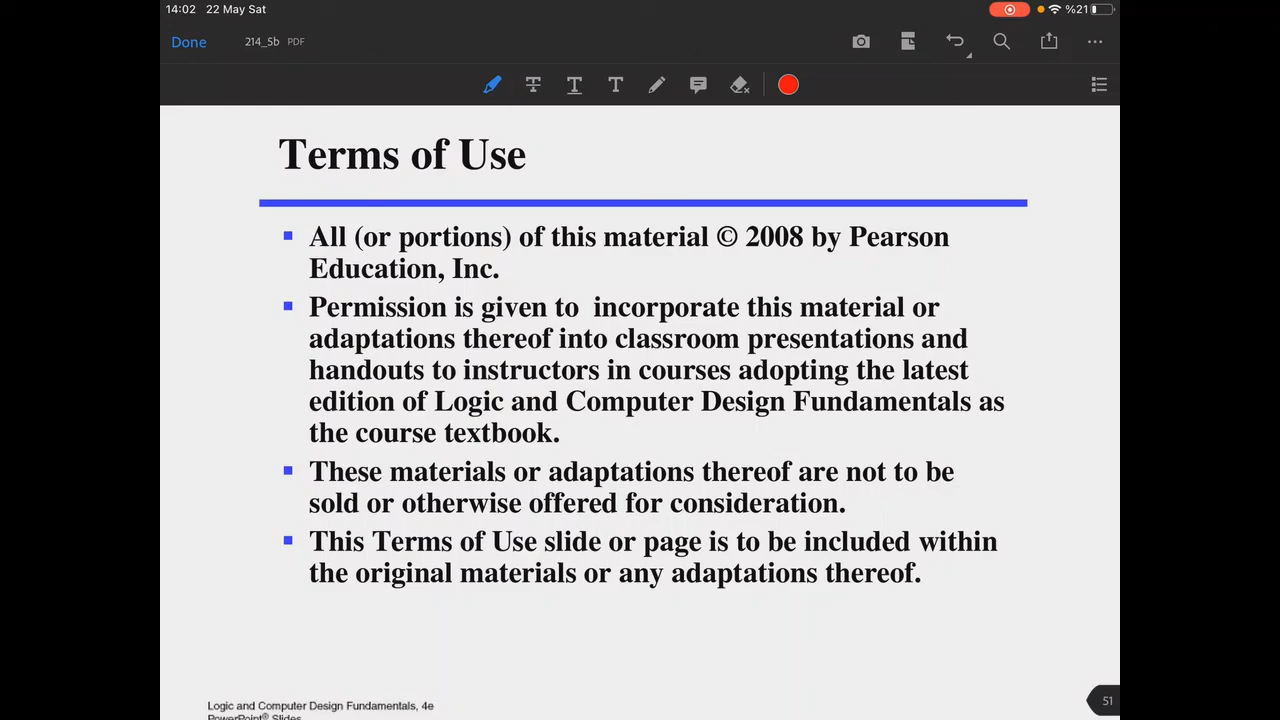 14:02 22 May Sat
%21
Done
214_5b PDF
Terms of Use
All (or portions) of this material © 2008 by Pearson
Education, Inc.
Permission is given to  incorporate this material or
adaptations thereof into classroom presentations and
handouts to instructors in courses adopting the latest
edition of Logic and Computer Design Fundamentals as
the course textbook.
These materials or adaptations thereof are not to be
sold or otherwise offered for consideration.
This Terms of Use slide or page is to be included within
the original materials or any adaptations thereof.
Logic and Computer Design Fundamentals, 4e
PowerPoint® Slides
51